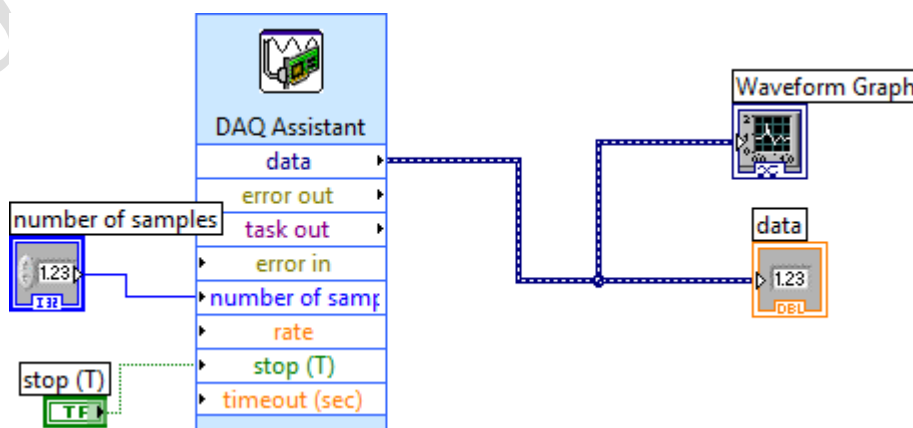 Waveform Graph
DAQ Assistant
data
error out
number of samples
task out
data
error in
1.23
I32
number of samp
1.23
DBL
rate
stop (T)
stop (T)
TF
timeout (sec)